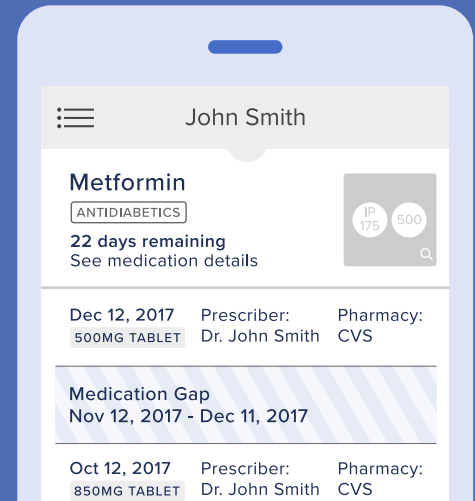 John Smith
Metformin
ANTIDIABETICS
22 days remaining
See medication details
IP
175
500
Dec 12, 2017 Prescriber: Pharmacy:
500MG TABLET Dr. John Smith CVS
Medication Gap
Nov 12, 2017 - Dec 11, 2017
Oct 12, 2017 Prescriber: Pharmacy:
850MG TABLET Dr. John Smith CVS